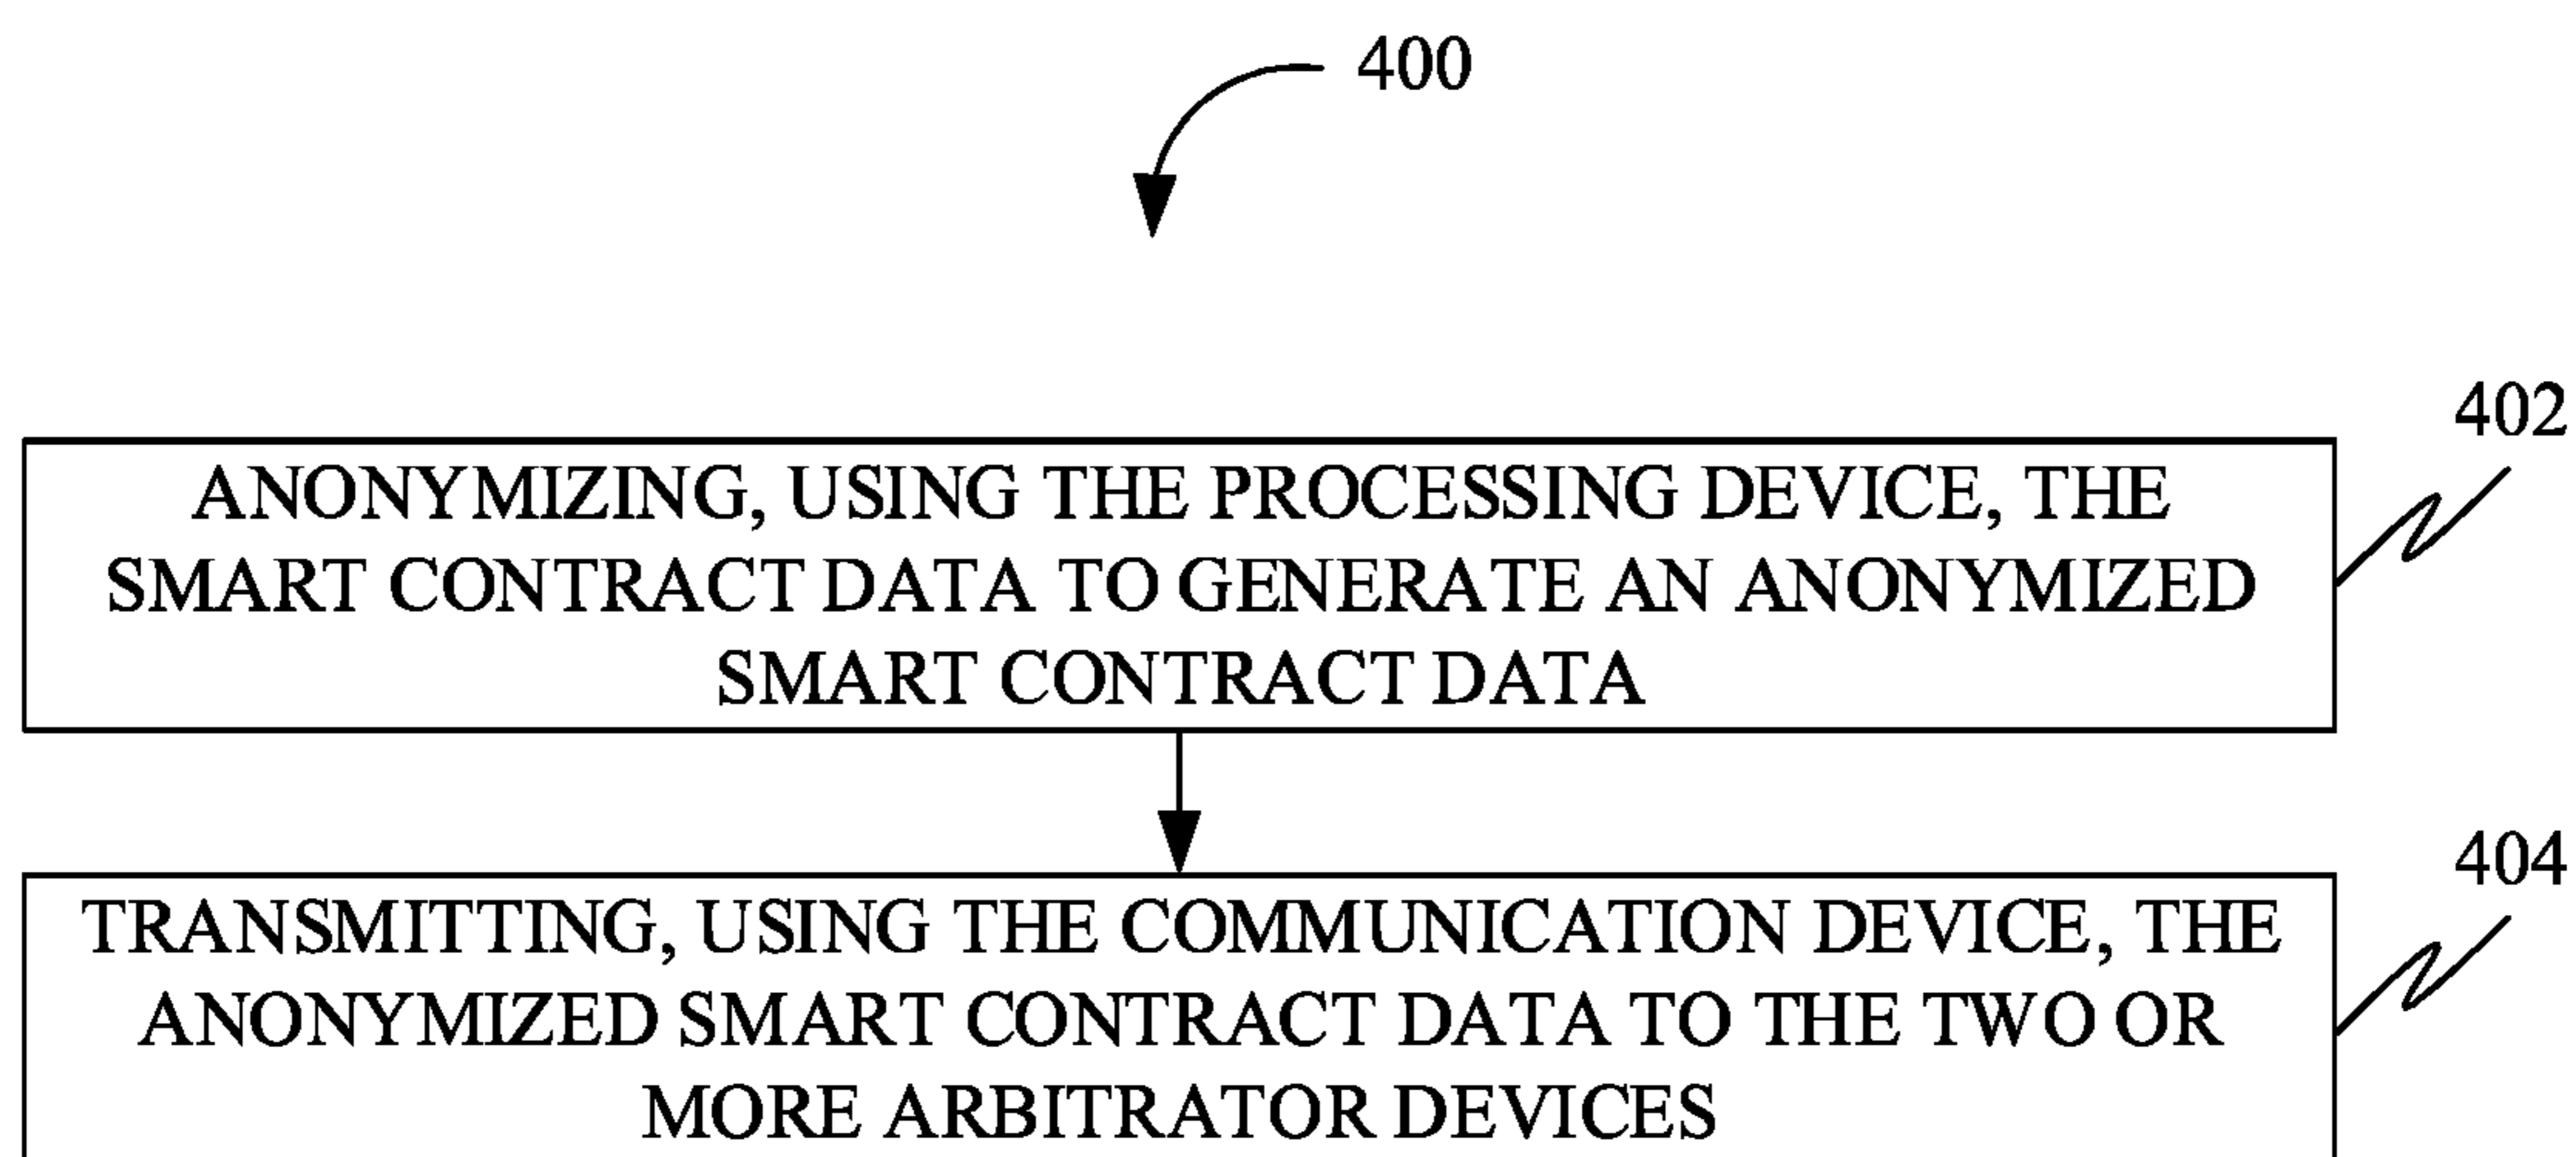 400
402
ANONYMIZING, USING THE PROCESSING DEVICE, THE
SMART CONTRACT DATA TO GENERATE AN ANONYMIZED
SMART CONTRACT DATA
404
TRANSMITTING, USING THE COMMUNICATION DEVICE, THE
ANONYMIZED SMART CONTRACT DATA TO THE TWO OR
MORE ARBITRATOR DEVICES